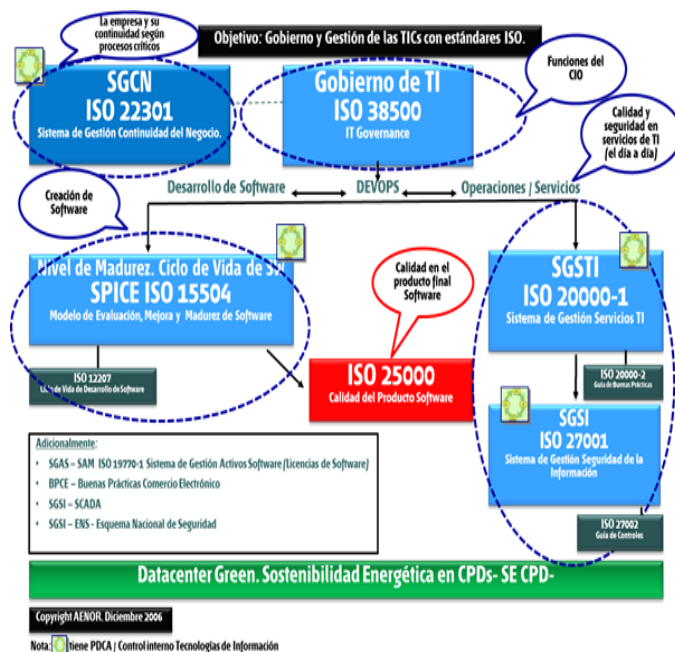 La empresa y su
continuidad según
procesos críticos
Objetivo: Gobierno y Gestión de las TICs con estándares ISO.
SGCN
ISO 22301
Sistema de Gestión Continuidad del Negocio.
Gobierno de TI
ISO 38500
IT Governance
Funciones del
CIO
Calidad y
seguridad en
servicios de TI
(el día a día)
Creación de
Software
Desarrollo de Software
DEVOPS
Operaciones / Servicios
Nivel de Madurez. Ciclo de Vida de
SPICE ISO 15504
Modelo de Evaluación, Mejora y Madurez de Software
ISO 12207
Ciclo de Vida de Desarrollo de Software
Calidad en el
producto final
Software
ISO 25000
Calidad del Producto Software
SGSTI
ISO 20000-1
Sistema de Gestión Servicios TI
ISO 20000-2
Guía de Buenas Prácticas
SGSI
ISO 27001
Sistema de Gestión Seguridad de la
Información
ISO 27002
Guía de Controles
Adicionalmente:
• SGAS – SAM ISO 19770-1 Sistema de Gestión Activos Software (Licencias de Software)
• BPCE – Buenas Prácticas Comercio Electrónico
• SGSI – SCADA
• SGSI – ENS - Esquema Nacional de Seguridad
Datacenter Green. Sostenibilidad Energética en CPDs- SE CPD-
Copyright AENOR. Diciembre 2006
Nota: tiene PDCA / Control interno Tecnologías de Información